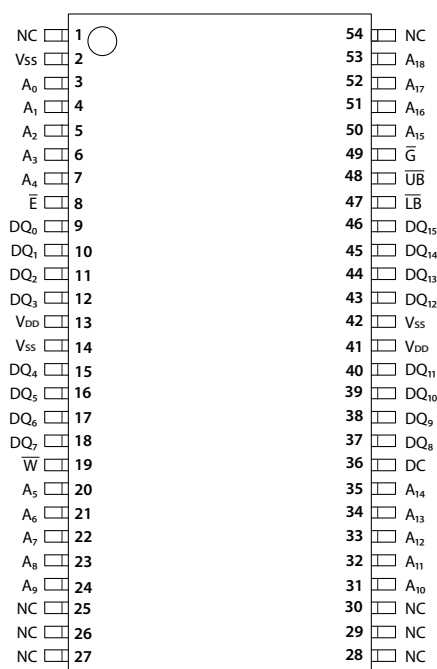 NC 1 54 NC
Vss 2 53 A₁₈
A₀ 3 52 A₁₇
A₁ 4 51 A₁₆
A₂ 5 50 A₁₅
A₃ 6 49 G̅
A₄ 7 48 U̅B̅
E̅ 8 47 L̅B̅
DQ₀ 9 46 DQ₁₅
DQ₁ 10 45 DQ₁₄
DQ₂ 11 44 DQ₁₃
DQ₃ 12 43 DQ₁₂
VDD 13 42 Vss
Vss 14 41 VDD
DQ₄ 15 40 DQ₁₁
DQ₅ 16 39 DQ₁₀
DQ₆ 17 38 DQ₉
DQ₇ 18 37 DQ₈
W̅ 19 36 DC
A₅ 20 35 A₁₄
A₆ 21 34 A₁₃
A₇ 22 33 A₁₂
A₈ 23 32 A₁₁
A₉ 24 31 A₁₀
NC 25 30 NC
NC 26 29 NC
NC 27 28 NC